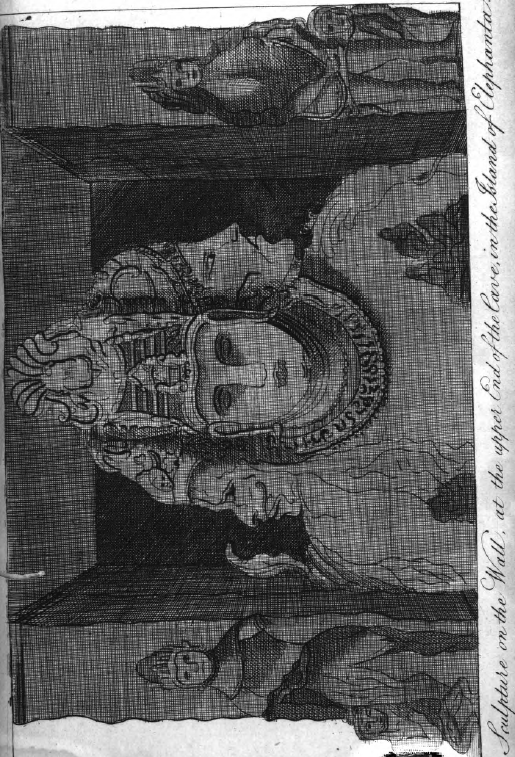 Sculpture on the Wall, at the upper End of the Cave, in the Island of Elephanta.